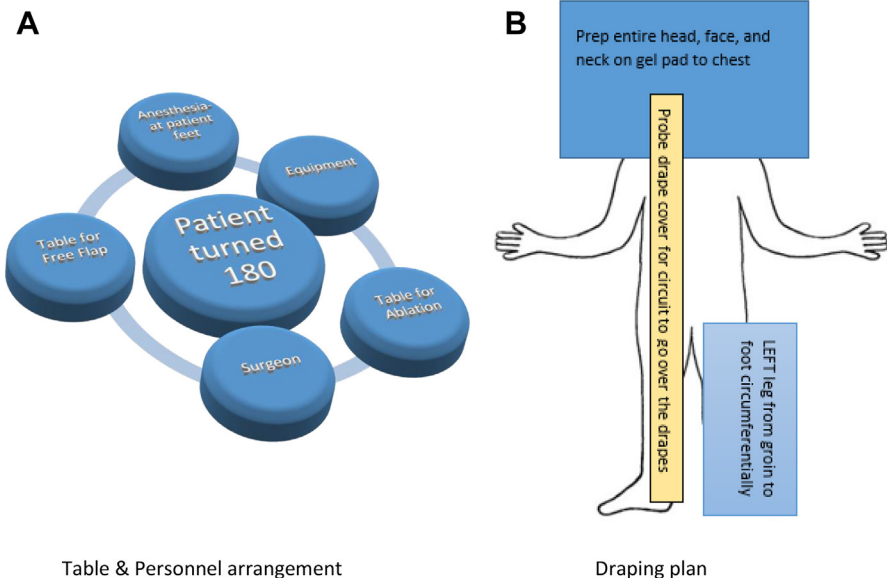 A
Anesthesia-
at patient
feet
Equipment
Patient
turned
180
Table for
Free Flap
Table for
Ablation
Surgeon
Table & Personnel arrangement
B
Prep entire head, face, and
neck on gel pad to chest
Probe drape cover for circuit to go over the drapes
LEFT leg from groin to
foot circumferentially
Draping plan